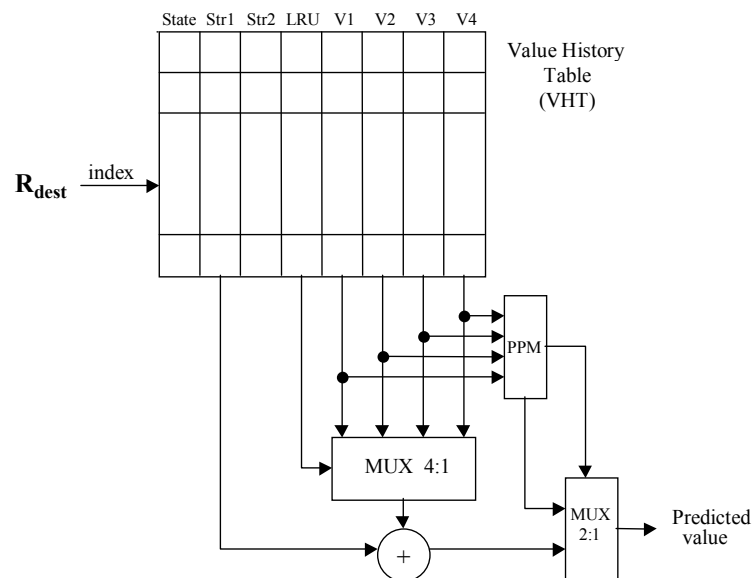 State Str1 Str2 LRU V1 V2 V3 V4
Value History
Table
(VHT)
R_dest index
PPM
MUX 4:1
MUX
2:1
Predicted
value
+